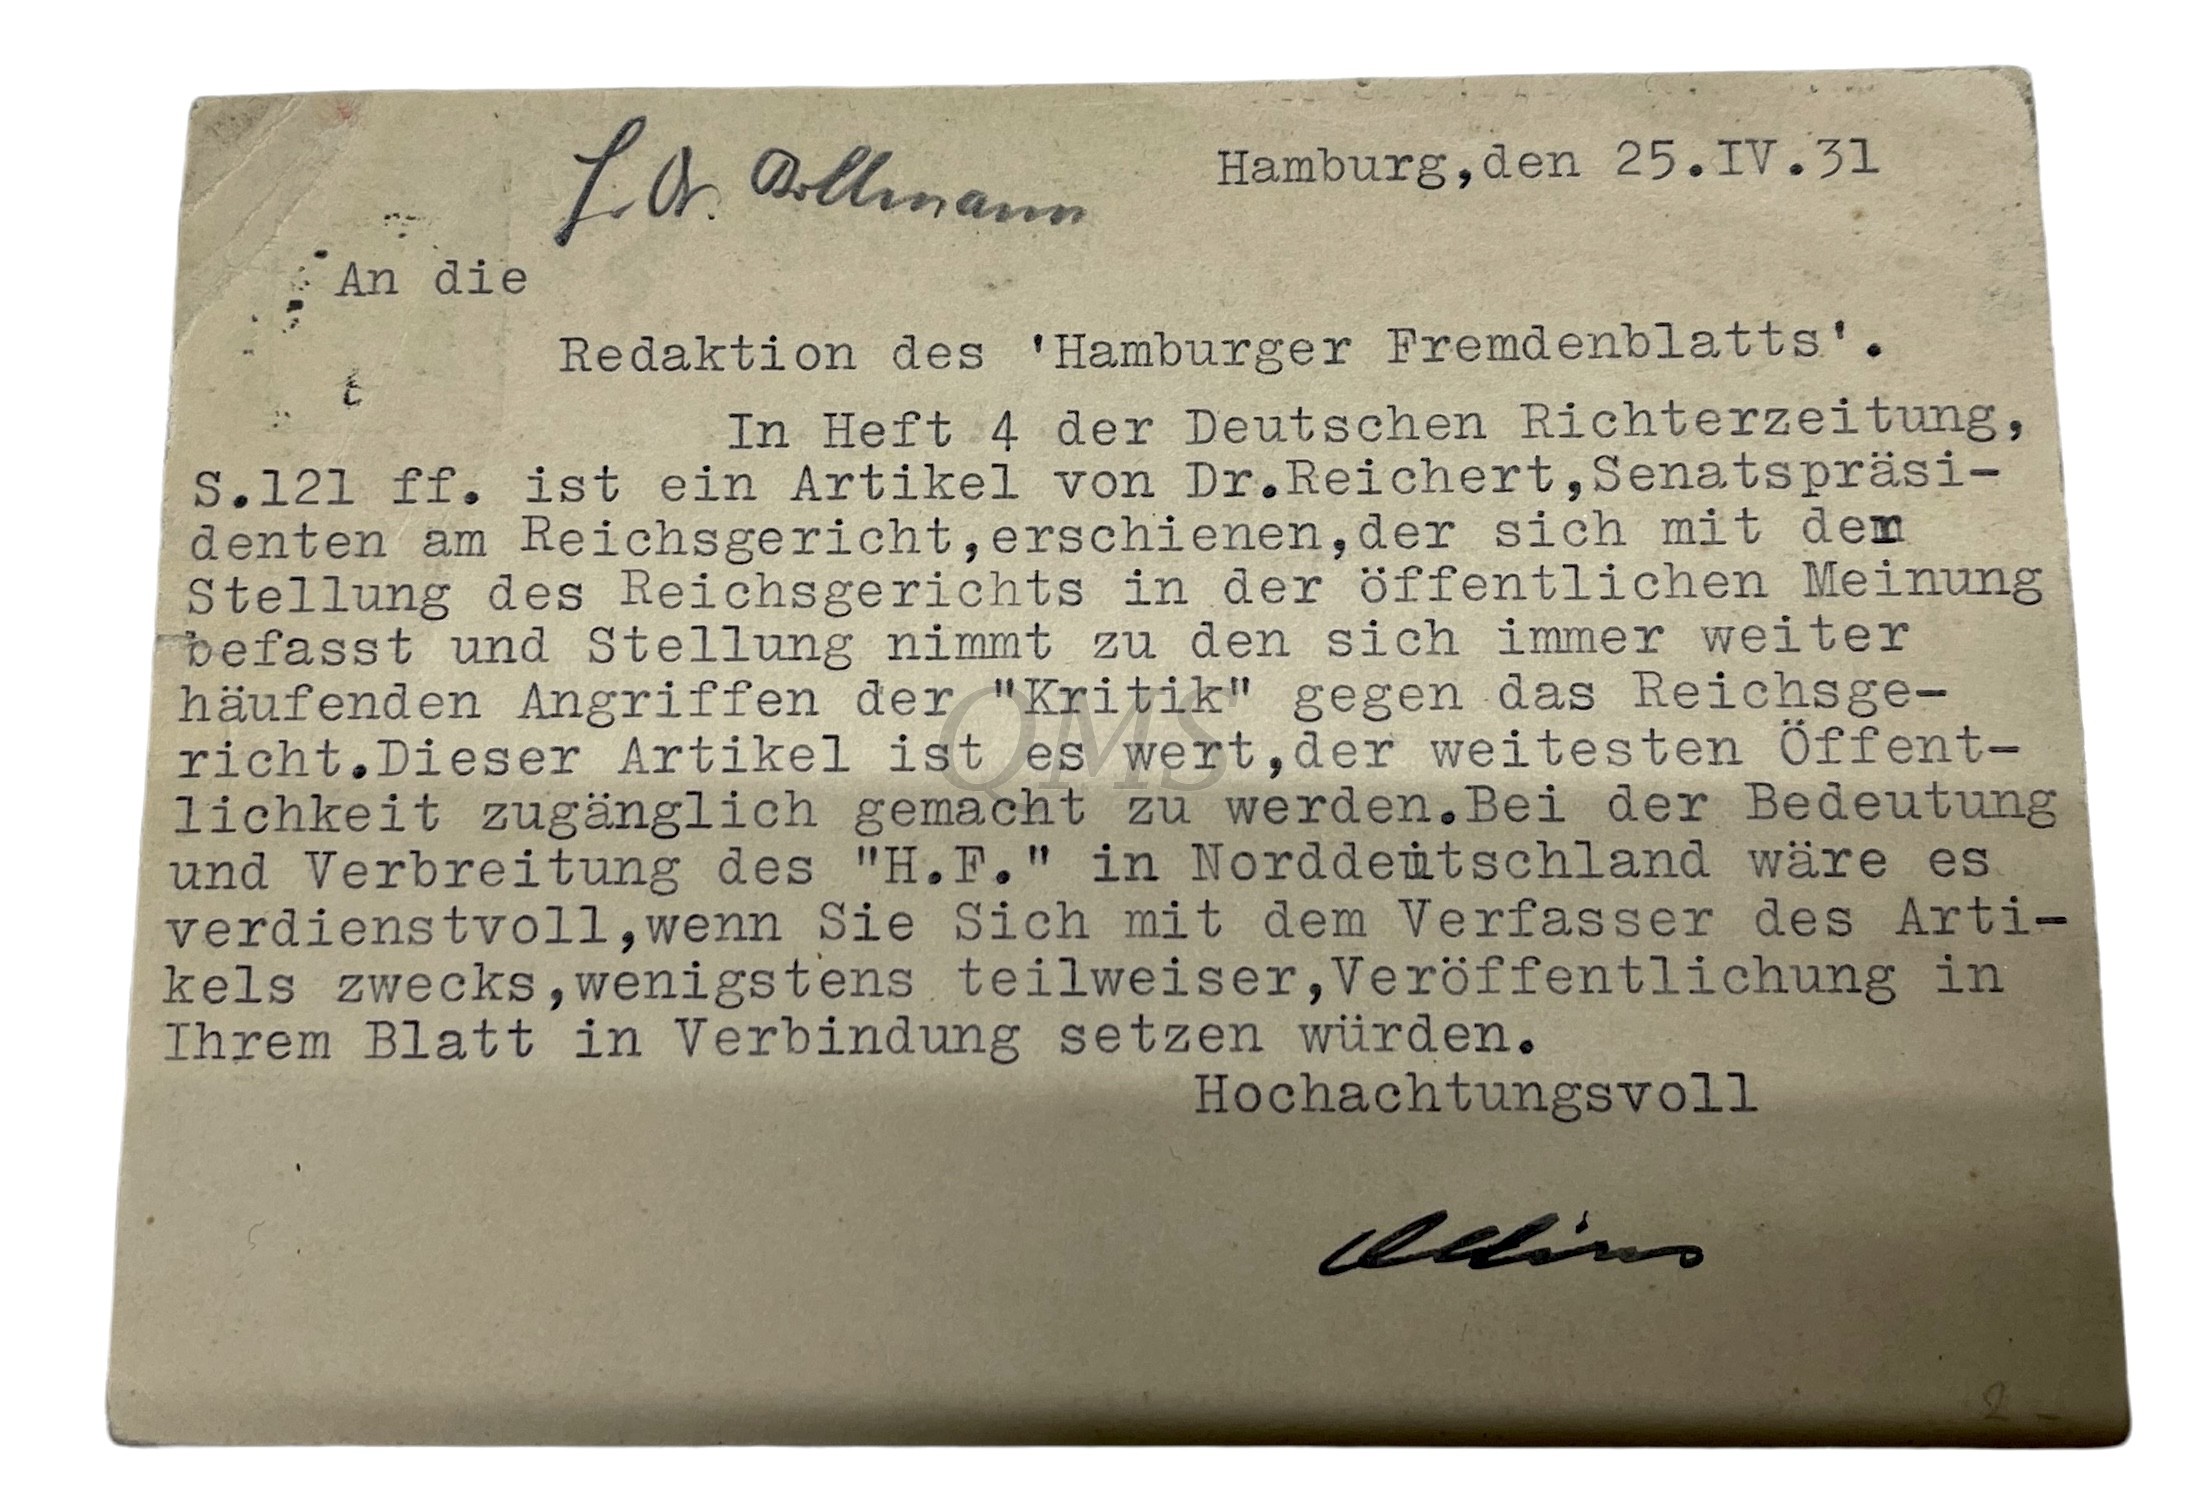 Hamburg,den 25.IV.31
An die
Redaktion des 'Hamburger Fremdenblatts'.
In Heft 4 der Deutschen Richterzeitung,
S.121 ff. ist ein Artikel von Dr.Reichert,Senatspräsi-
denten am Reichsgericht,erschienen,der sich mit der
Stellung des Reichsgerichts in der öffentlichen Meinung
befasst und Stellung nimmt zu den sich immer weiter
häufenden Angriffen der "Kritik" gegen das Reichsge-
richt.Dieser Artikel ist es wert,der weitesten Öffent-
lichkeit zugänglich gemacht zu werden.Bei der Bedeutung
und Verbreitung des "H.F." in Norddeutschland wäre es
verdienstvoll,wenn Sie Sich mit dem Verfasser des Arti-
kels zwecks,wenigstens teilweiser,Veröffentlichung in
Ihrem Blatt in Verbindung setzen würden.
Hochachtungsvoll
QMS